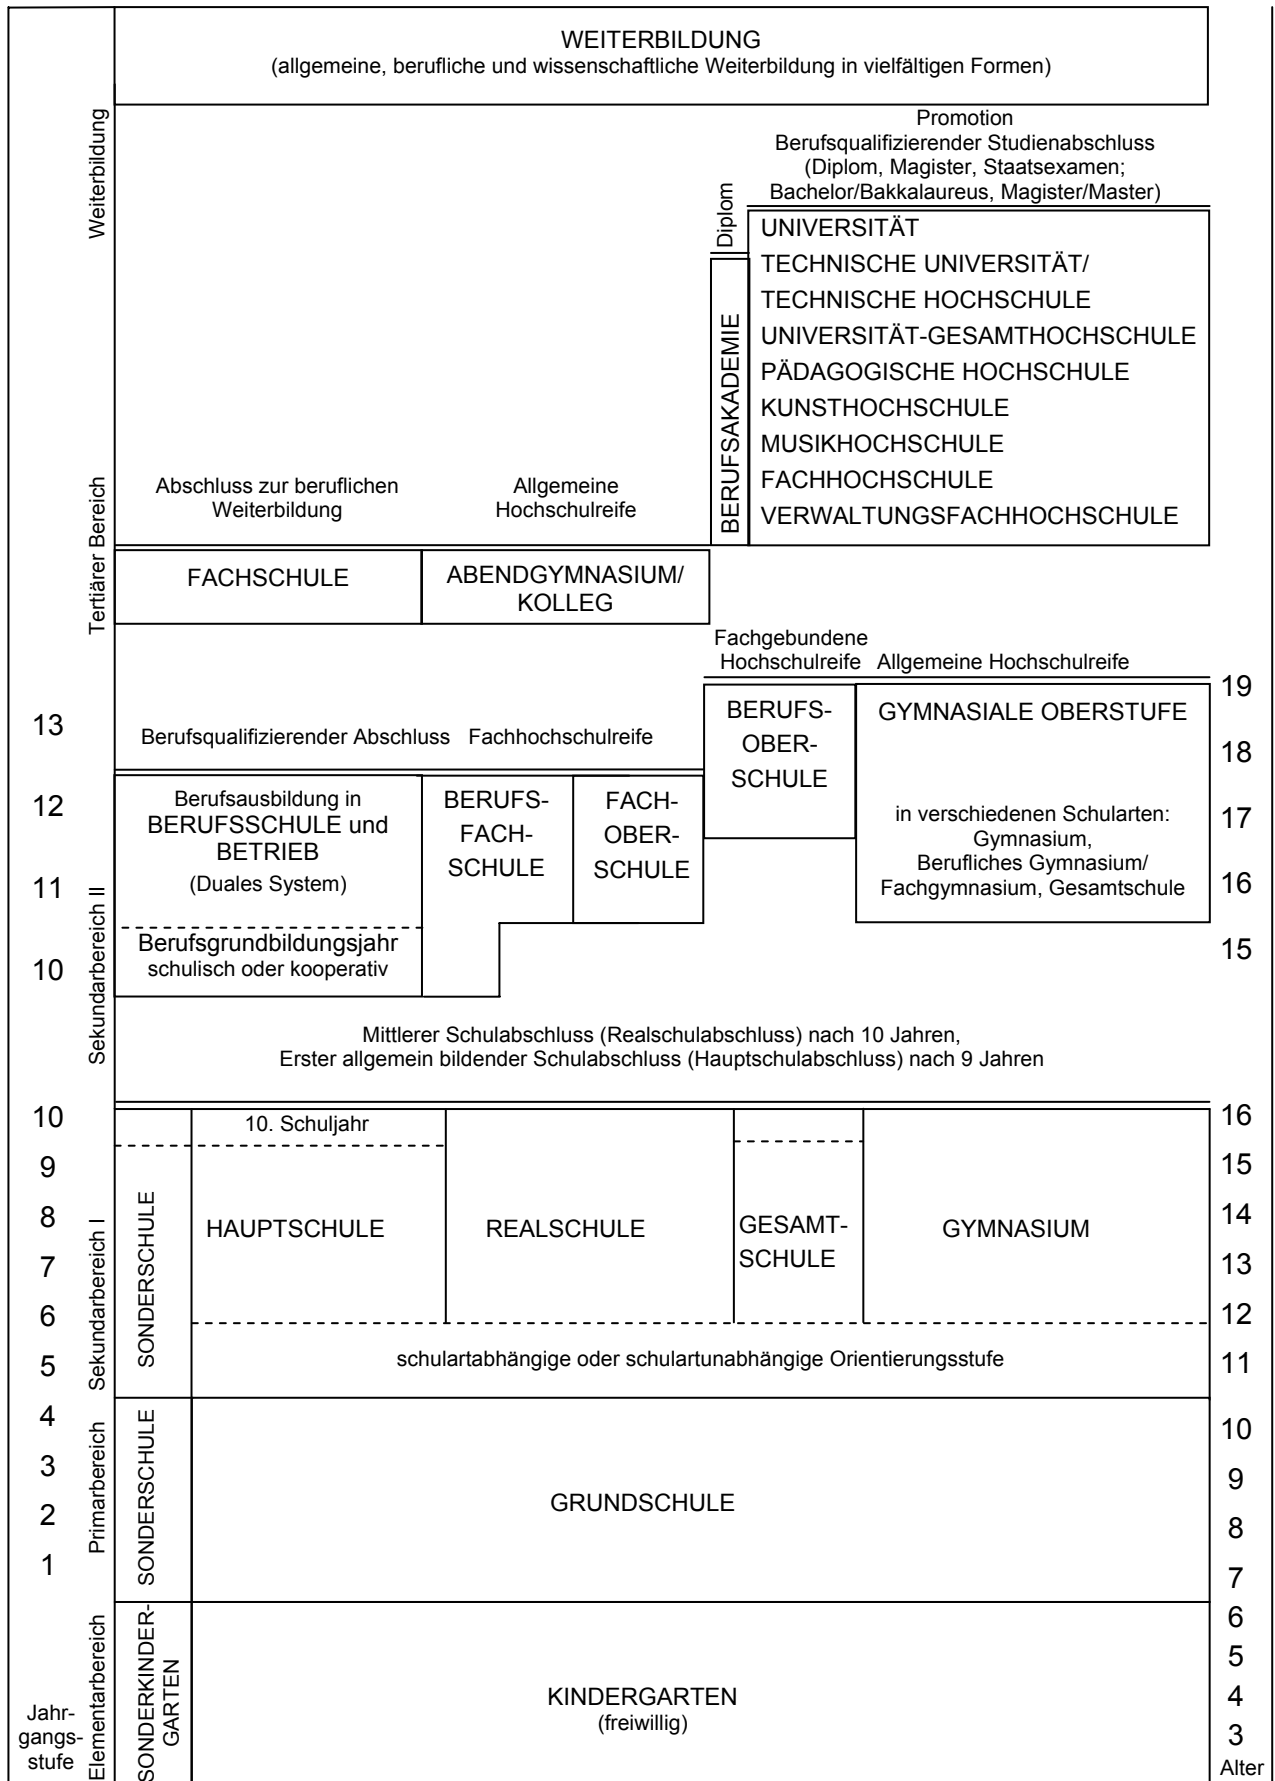 WEITERBILDUNG
(allgemeine, berufliche und wissenschaftliche Weiterbildung in vielfältigen Formen)
Weiterbildung
Promotion
Berufsqualifizierender Studienabschluss
(Diplom, Magister, Staatsexamen;
Bachelor/Bakkalaureus, Magister/Master)
Diplom
BERUFSAKADEMIE
UNIVERSITÄT
TECHNISCHE UNIVERSITÄT/
TECHNISCHE HOCHSCHULE
UNIVERSITÄT-GESAMTHOCHSCHULE
PÄDAGOGISCHE HOCHSCHULE
KUNSTHOCHSCHULE
MUSIKHOCHSCHULE
FACHHOCHSCHULE
VERWALTUNGSFACHHOCHSCHULE
Tertiärer Bereich
Abschluss zur beruflichen
Weiterbildung
Allgemeine
Hochschulreife
FACHSCHULE
ABENDGYMNASIUM/
KOLLEG
Fachgebundene
Hochschulreife
Allgemeine Hochschulreife
13
12
11
10
Sekundarbereich II
Berufsqualifizierender Abschluss
Fachhochschulreife
Berufsausbildung in
BERUFSSCHULE und
BETRIEB
(Duales System)
Berufsgrundbildungsjahr
schulisch oder kooperativ
BERUFS-
FACH-
SCHULE
FACH-
OBER-
SCHULE
BERUFS-
OBER-
SCHULE
GYMNASIALE OBERSTUFE
in verschiedenen Schularten:
Gymnasium,
Berufliches Gymnasium/
Fachgymnasium, Gesamtschule
19
18
17
16
15
Mittlerer Schulabschluss (Realschulabschluss) nach 10 Jahren,
Erster allgemein bildender Schulabschluss (Hauptschulabschluss) nach 9 Jahren
10
9
8
7
6
5
Sekundarbereich I
SONDERSCHULE
10. Schuljahr
HAUPTSCHULE
REALSCHULE
GESAMT-
SCHULE
GYMNASIUM
schulartabhängige oder schulartunabhängige Orientierungsstufe
16
15
14
13
12
11
4
3
2
1
Primarbereich
SONDERSCHULE
GRUNDSCHULE
10
9
8
7
Jahr-
gangs-
stufe
Elementarbereich
SONDERKINDER-
GARTEN
KINDERGARTEN
(freiwillig)
6
5
4
3
Alter